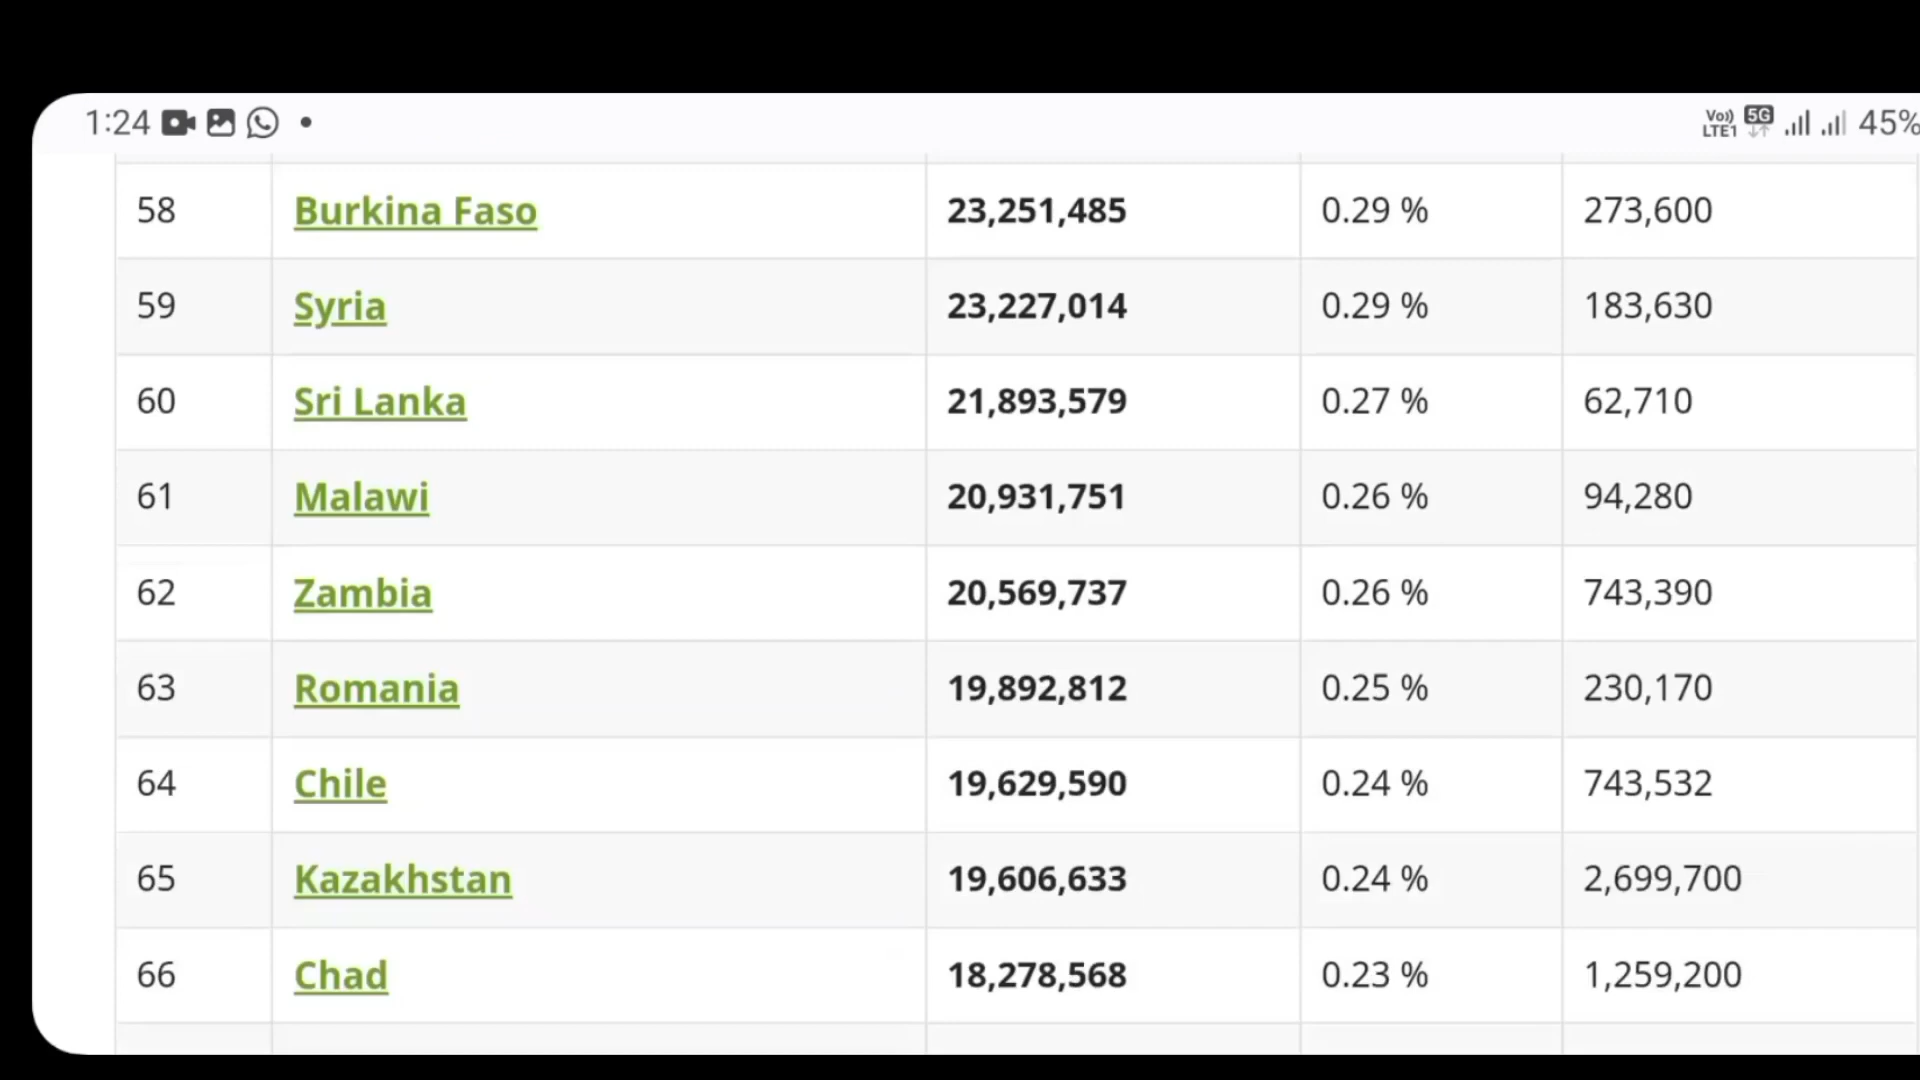 1:24 Vo)) LTE1 5G 45%
58 Burkina Faso 23,251,485 0.29 % 273,600
59 Syria 23,227,014 0.29 % 183,630
60 Sri Lanka 21,893,579 0.27 % 62,710
61 Malawi 20,931,751 0.26 % 94,280
62 Zambia 20,569,737 0.26 % 743,390
63 Romania 19,892,812 0.25 % 230,170
64 Chile 19,629,590 0.24 % 743,532
65 Kazakhstan 19,606,633 0.24 % 2,699,700
66 Chad 18,278,568 0.23 % 1,259,200